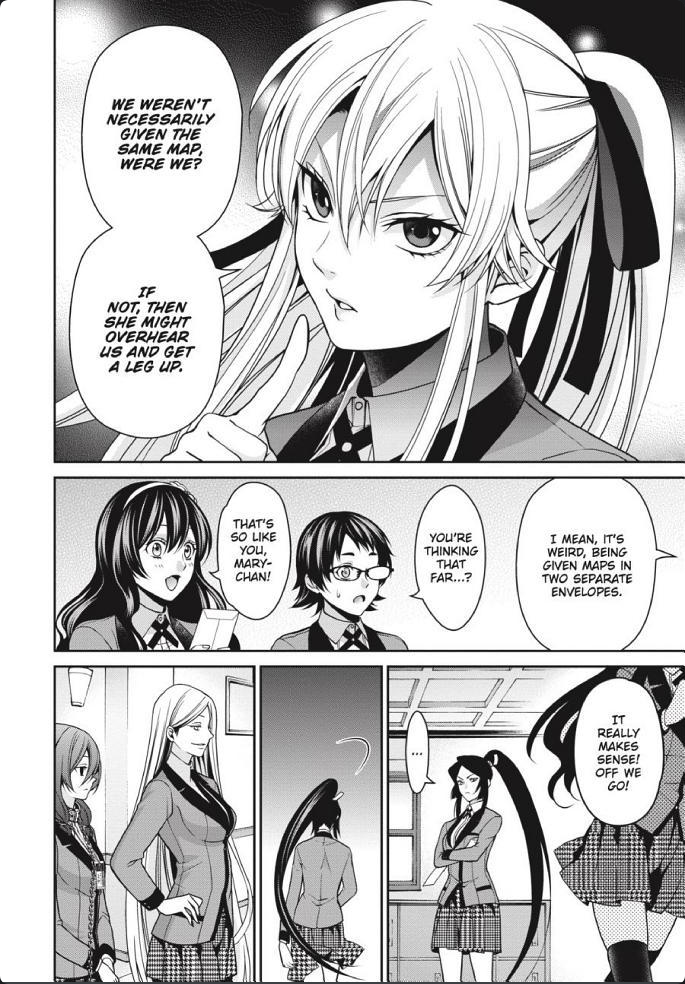 WE WEREN'T
NECESSARILY
GIVEN THE
SAME MAP,
WERE WE?
IF
NOT, THEN
SHE MIGHT
OVERHEAR
US AND GET
A LEG UP.
I MEAN, IT'S
WEIRD, BEING
GIVEN MAPS IN
TWO SEPARATE
ENVELOPES.
YOU'RE
THINKING
THAT
FAR...?
THAT'S
SO LIKE
YOU,
MARY-
CHAN!
IT
REALLY
MAKES
SENSE!
OFF WE
GO!
...